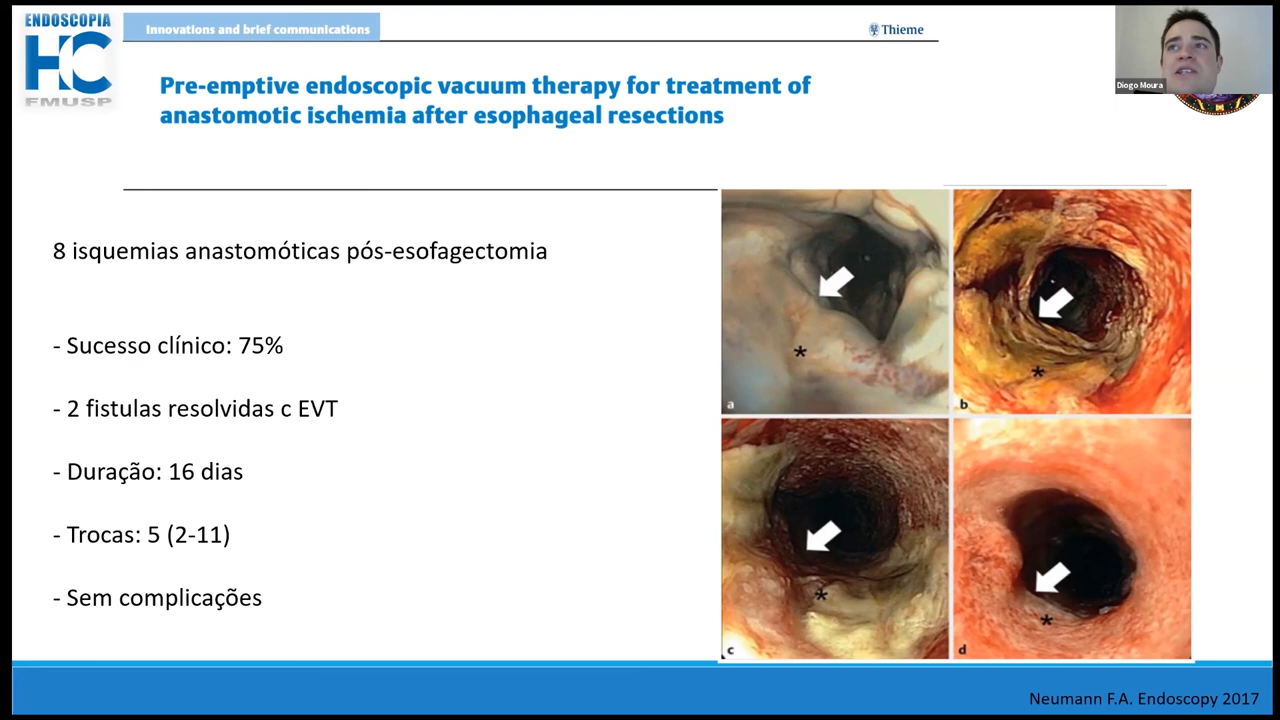 ENDOSCOPIA
HC
FMUSP
Innovations and brief communications
Thieme
Diogo Moura
Pre-emptive endoscopic vacuum therapy for treatment of
anastomotic ischemia after esophageal resections
8 isquemias anastomóticas pós-esofagectomia
- Sucesso clínico: 75%
- 2 fistulas resolvidas c EVT
- Duração: 16 dias
- Trocas: 5 (2-11)
- Sem complicações
*
*
a
b
*
*
c
d
Neumann F.A. Endoscopy 2017